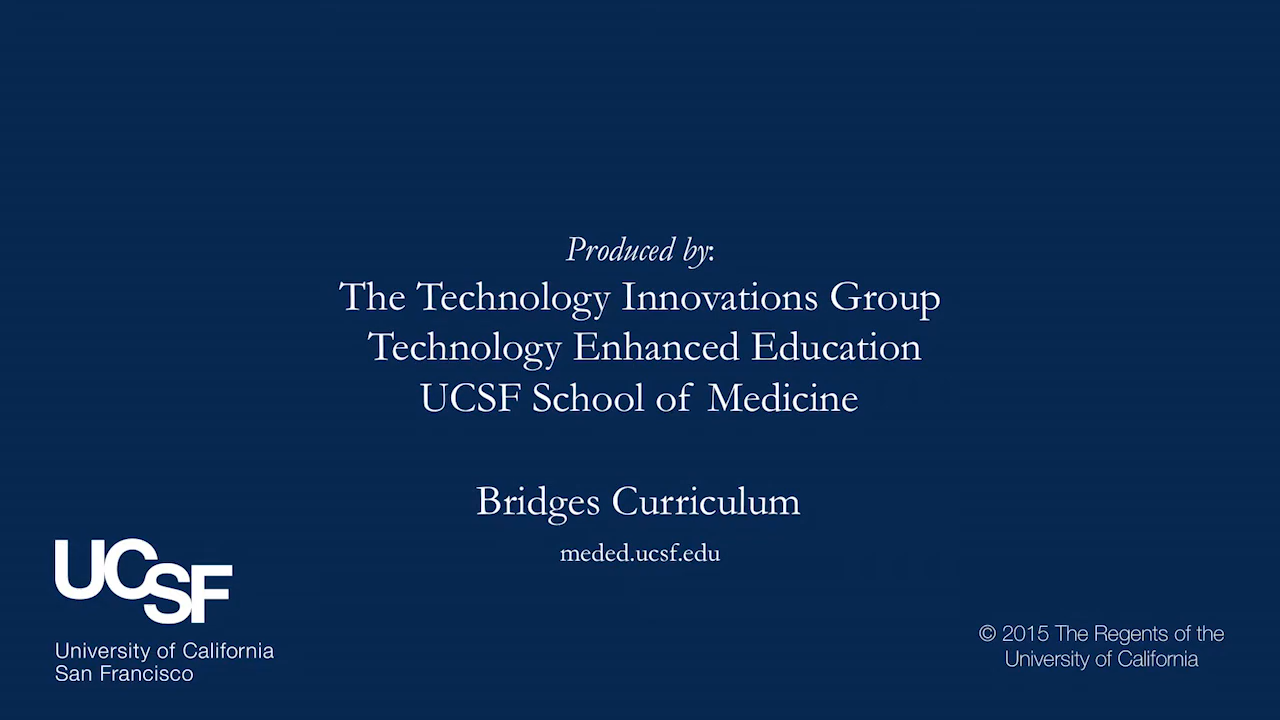 Produced by:
The Technology Innovations Group
Technology Enhanced Education
UCSF School of Medicine
Bridges Curriculum
meded.ucsf.edu
UCSF
University of California
San Francisco
© 2015 The Regents of the
University of California